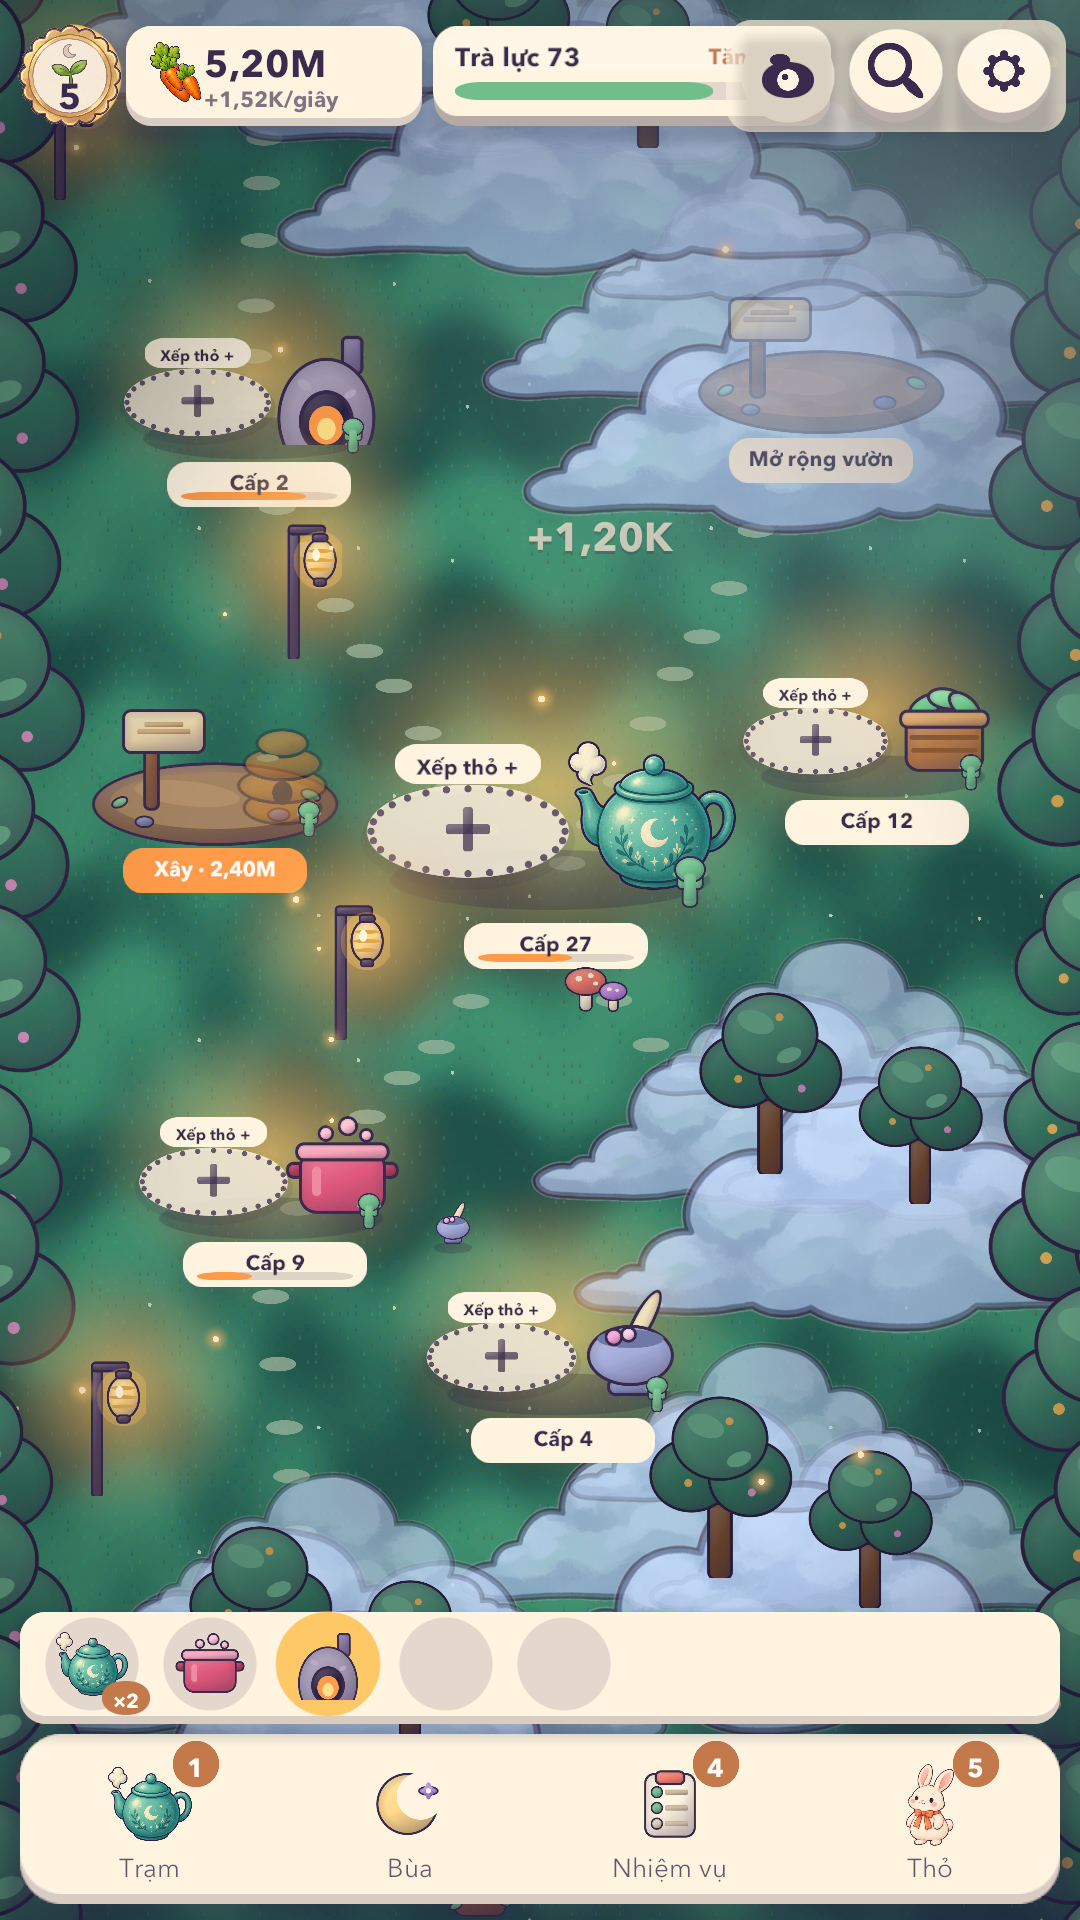 5
5,20M
+1,52K/giây
Trà lực 73
Xếp thỏ +
Cấp 2
Mở rộng vườn
+1,20K
Xếp thỏ +
Cấp 12
Xếp thỏ +
Xây · 2,40M
Cấp 27
Xếp thỏ +
Cấp 9
Xếp thỏ +
Cấp 4
×2
1
4
5
Trạm
Bùa
Nhiệm vụ
Thỏ